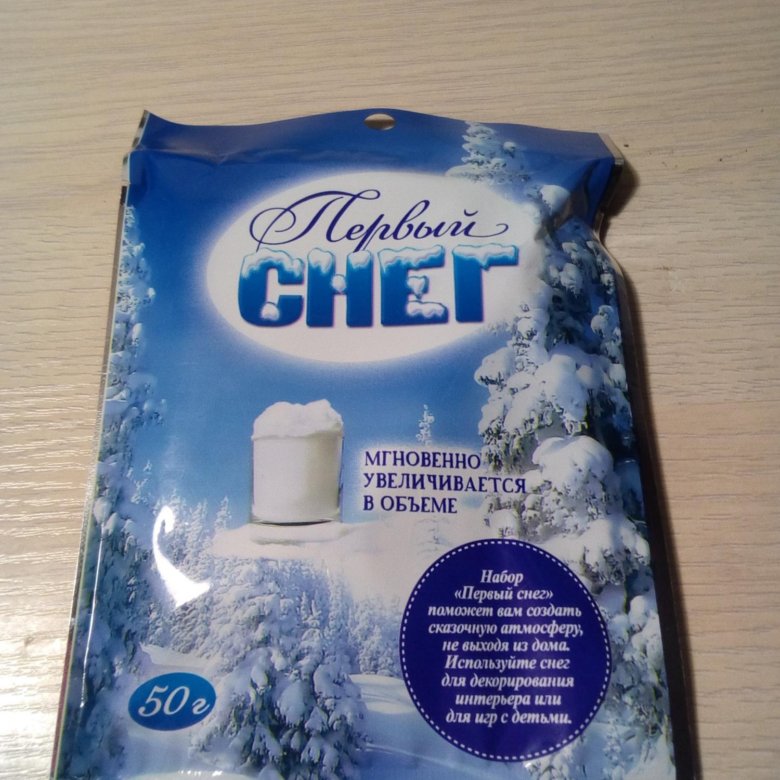 Первый
СНЕГ
МГНОВЕННО
УВЕЛИЧИВАЕТСЯ
В ОБЪЕМЕ
Набор
«Первый снег»
поможет вам создать
сказочную атмосферу,
не выходя из дома.
Используйте снег
для декорирования
интерьера или
для игр с детьми.
50 г